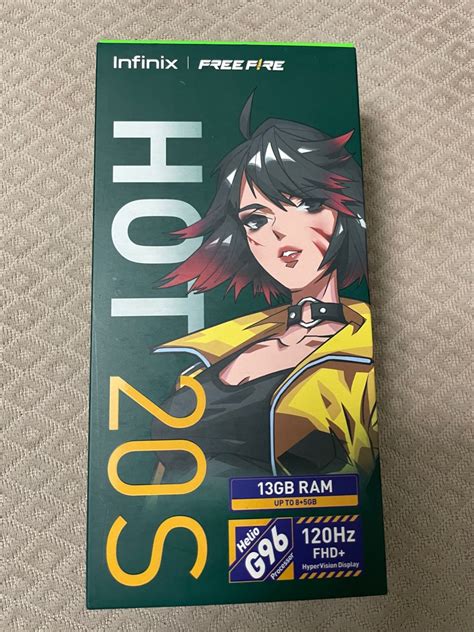 Infinix | FREE FIRE
HOT 20S
13GB RAM
UP TO 8+5GB
Helio
G96
Processor
120Hz
FHD+
HyperVision Display